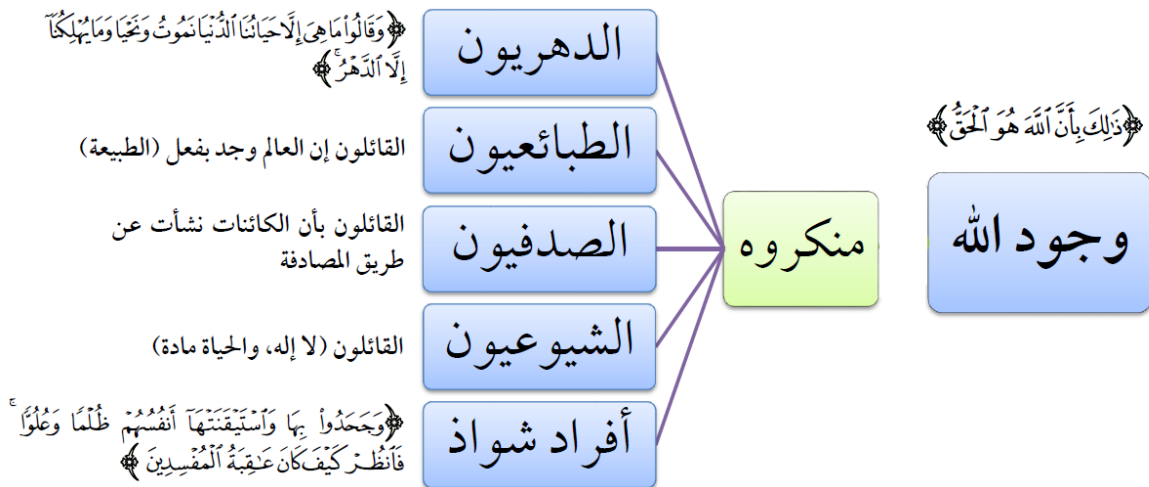 ﴿ذَٰلِكَ بِأَنَّ ٱللَّهَ هُوَ ٱلْحَقُّ﴾
وجود الله
منكروه
الدهريون
﴿وَقَالُوا۟ مَا هِىَ إِلَّا حَيَاتُنَا ٱلدُّنْيَا نَمُوتُ وَنَحْيَا وَمَا يُهْلِكُنَآ
إِلَّا ٱلدَّهْرُ ۚ﴾
الطبائعيون
القائلون إن العالم وجد بفعل (الطبيعة)
الصدفيون
القائلون بأن الكائنات نشأت عن
طريق المصادفة
الشيوعيون
القائلون (لا إله، والحياة مادة)
أفراد شواذ
﴿وَجَحَدُوا۟ بِهَا وَٱسْتَيْقَنَتْهَآ أَنفُسُهُمْ ظُلْمًا وَعُلُوًّا ۚ
فَٱنظُرْ كَيْفَ كَانَ عَـٰقِبَةُ ٱلْمُفْسِدِينَ﴾